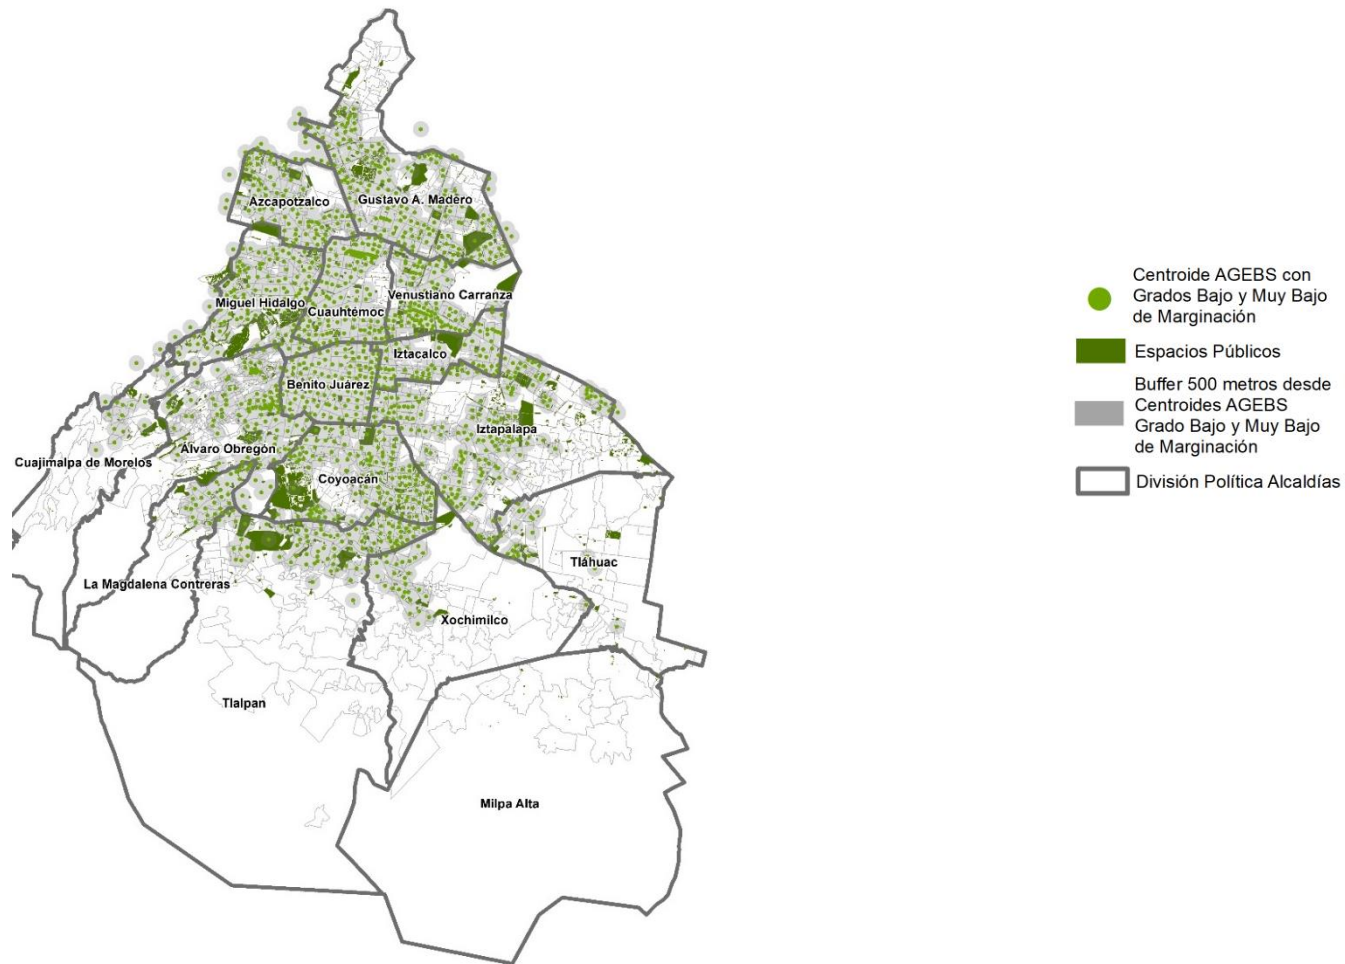 Azcapotzalco
Gustavo A. Madero
Miguel Hidalgo
Cuauhtémoc
Venustiano Carranza
Iztacalco
Benito Juárez
Iztapalapa
Álvaro Obregón
Cuajimalpa de Morelos
Coyoacán
Tláhuac
La Magdalena Contreras
Xochimilco
Tlalpan
Milpa Alta
Centroide AGEBS con
Grados Bajo y Muy Bajo
de Marginación
Espacios Públicos
Buffer 500 metros desde
Centroides AGEBS
Grado Bajo y Muy Bajo
de Marginación
División Política Alcaldías